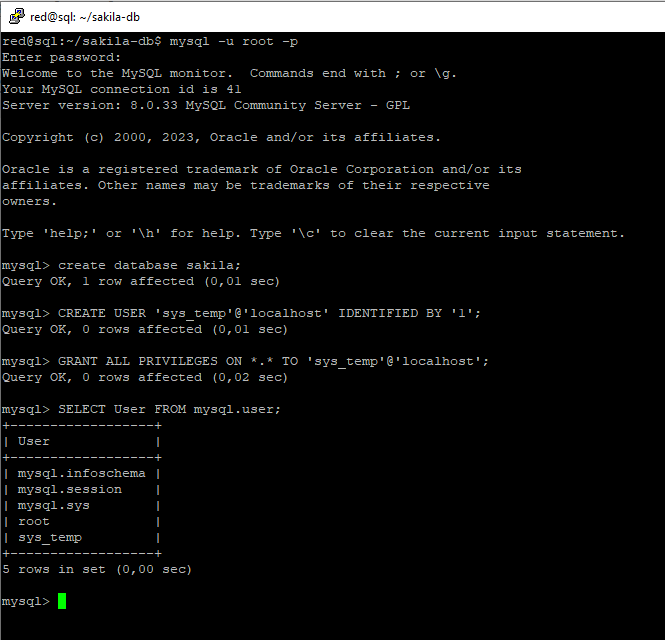 red@sql: ~/sakila-db
red@sql:~/sakila-db$ mysql -u root -p
Enter password:
Welcome to the MySQL monitor.  Commands end with ; or \g.
Your MySQL connection id is 41
Server version: 8.0.33 MySQL Community Server - GPL
Copyright (c) 2000, 2023, Oracle and/or its affiliates.
Oracle is a registered trademark of Oracle Corporation and/or its
affiliates. Other names may be trademarks of their respective
owners.
Type 'help;' or '\h' for help. Type '\c' to clear the current input statement.
mysql> create database sakila;
Query OK, 1 row affected (0,01 sec)
mysql> CREATE USER 'sys_temp'@'localhost' IDENTIFIED BY '1';
Query OK, 0 rows affected (0,01 sec)
mysql> GRANT ALL PRIVILEGES ON *.* TO 'sys_temp'@'localhost';
Query OK, 0 rows affected (0,02 sec)
mysql> SELECT User FROM mysql.user;
+------------------+
| User             |
+------------------+
| mysql.infoschema |
| mysql.session    |
| mysql.sys        |
| root             |
| sys_temp         |
+------------------+
5 rows in set (0,00 sec)
mysql>